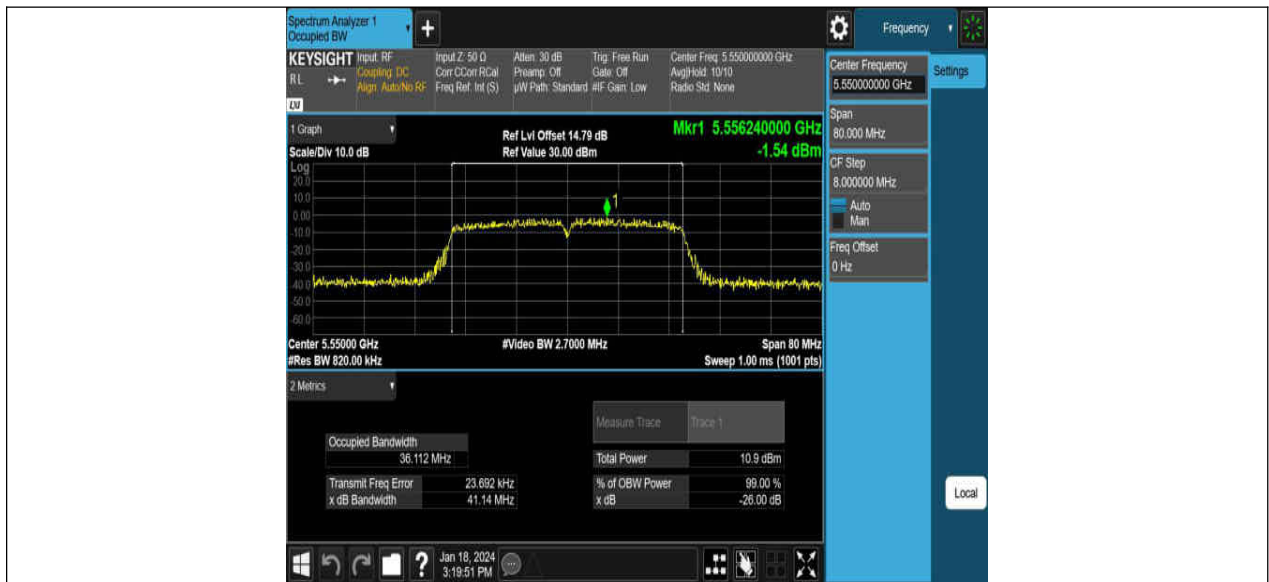 Spectrum Analyzer 1
Occupied BW
+
Frequency
KEYSIGHT
RL
LXI
Input: RF
Coupling: DC
Align: Auto/No RF
Input Z: 50 Ω
Corr CCorr RCal
Freq Ref: Int (S)
Atten: 30 dB
Preamp: Off
µW Path: Standard
Trig: Free Run
Gate: Off
#IF Gain: Low
Center Freq: 5.550000000 GHz
Avg|Hold: 10/10
Radio Std: None
Center Frequency
5.550000000 GHz
Settings
Span
80.000 MHz
CF Step
8.000000 MHz
Auto
Man
Freq Offset
0 Hz
1 Graph
Scale/Div 10.0 dB
Ref Lvl Offset 14.79 dB
Ref Value 30.00 dBm
Mkr1 5.556240000 GHz
-1.54 dBm
Log
20.0
10.0
0.00
-10.0
-20.0
-30.0
-40.0
-50.0
-60.0
1
Center 5.55000 GHz
#Res BW 820.00 kHz
#Video BW 2.7000 MHz
Span 80 MHz
Sweep 1.00 ms (1001 pts)
2 Metrics
Measure Trace
Trace 1
Occupied Bandwidth
36.112 MHz
Total Power
10.9 dBm
Transmit Freq Error
23.692 kHz
% of OBW Power
99.00 %
x dB Bandwidth
41.14 MHz
x dB
-26.00 dB
Local
?
Jan 18, 2024
3:19:51 PM